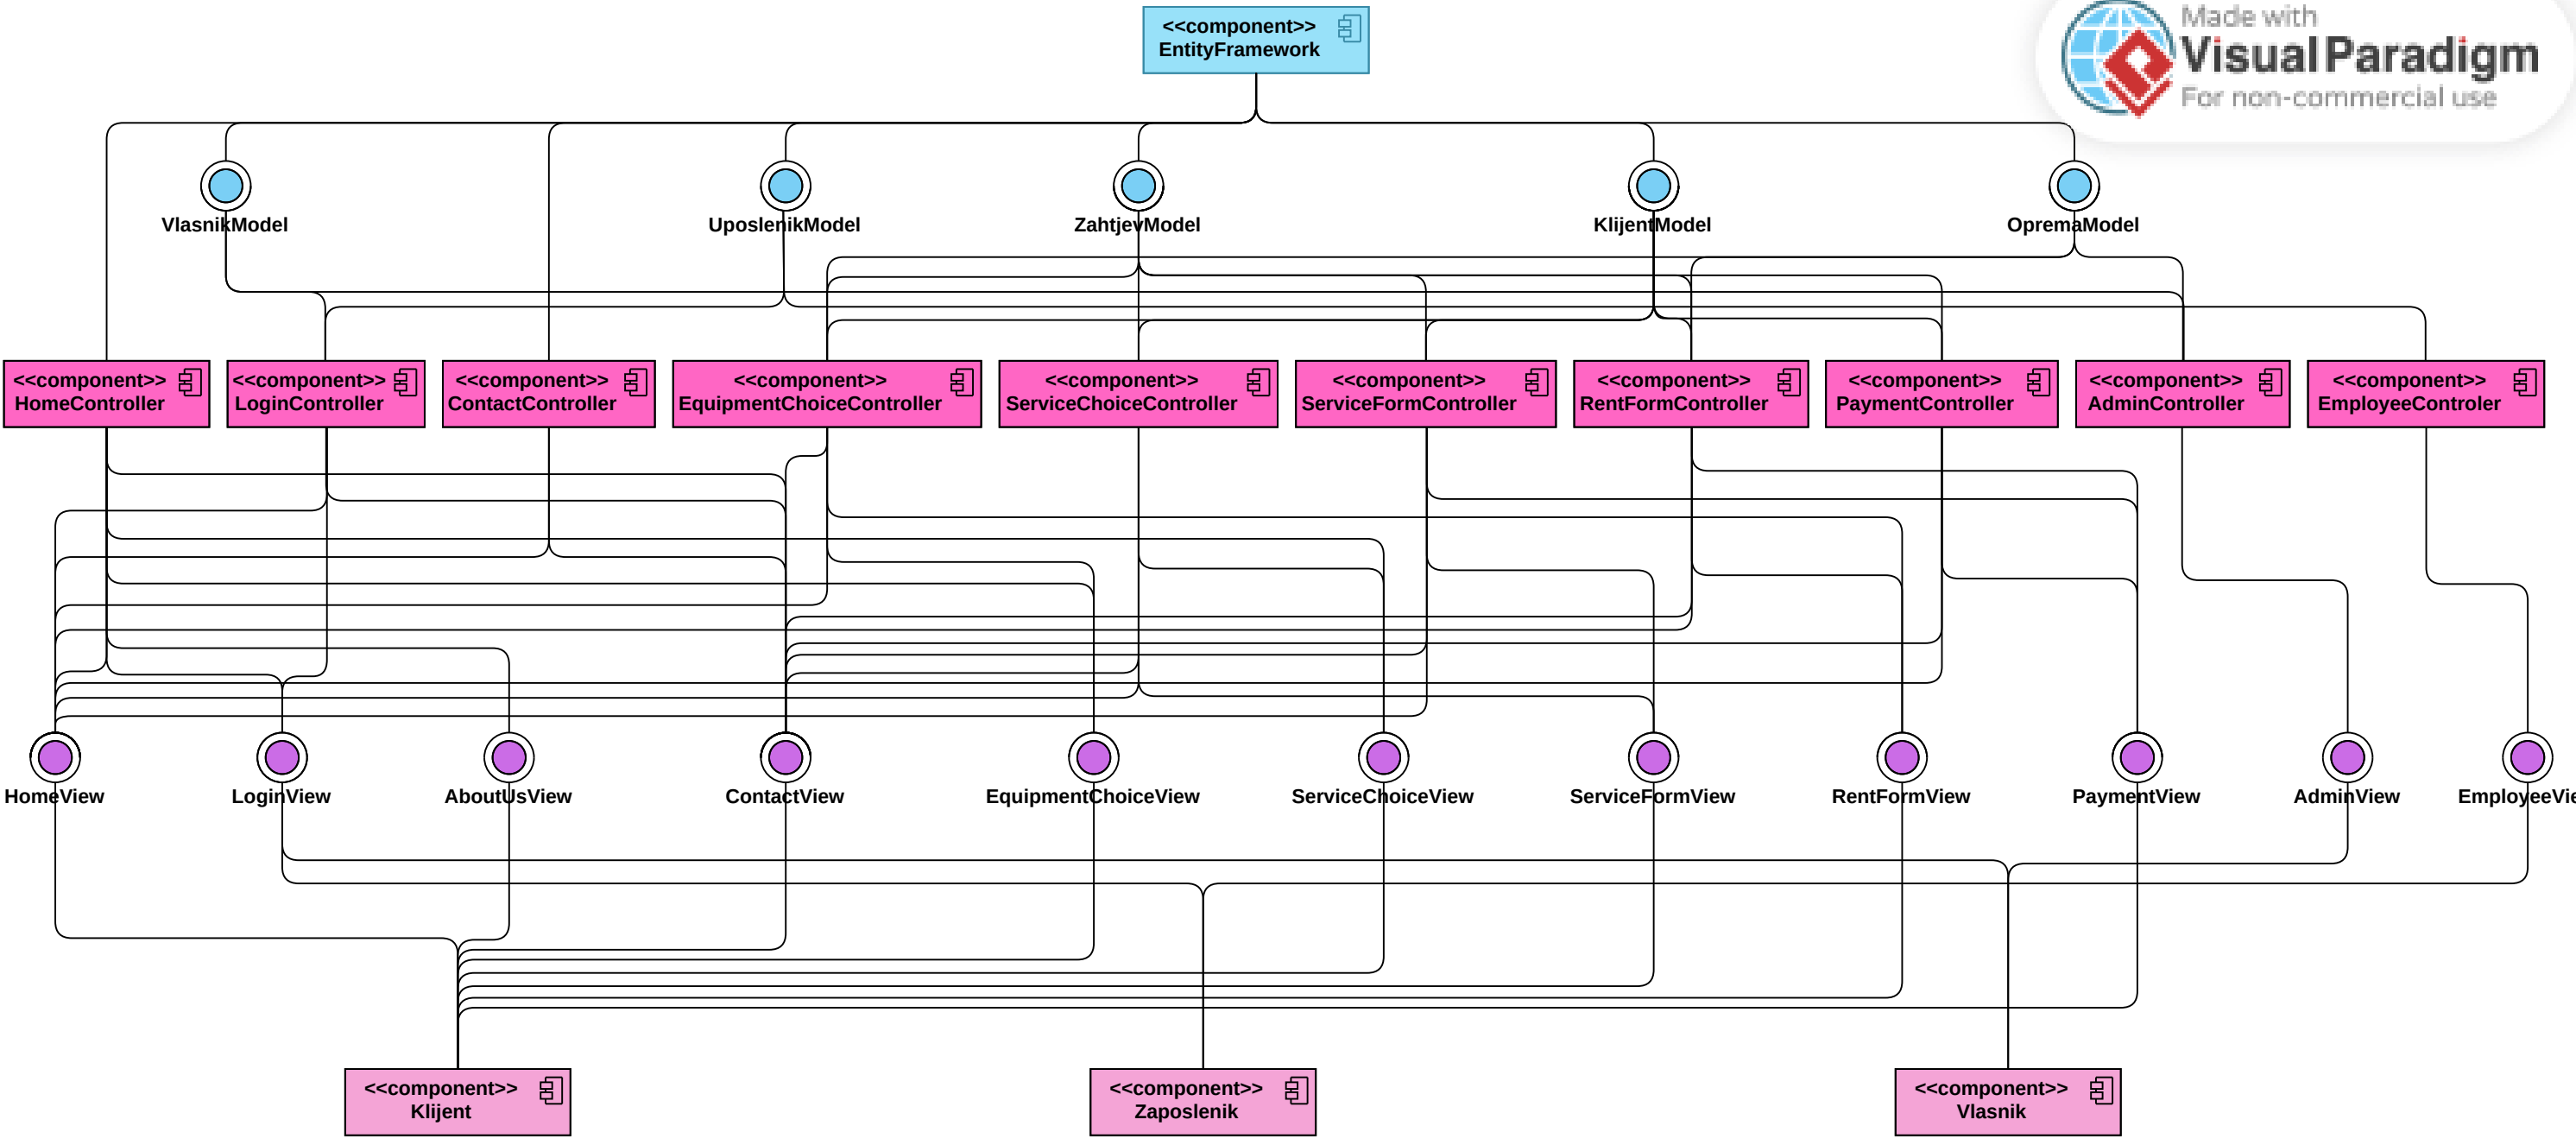 <<component>>
EntityFramework
Made with
Visual Paradigm
For non-commercial use
VlasnikModel
UposlenikModel
ZahtjevModel
KlijentModel
OpremaModel
<<component>>
HomeController
<<component>>
LoginController
<<component>>
ContactController
<<component>>
EquipmentChoiceController
<<component>>
ServiceChoiceController
<<component>>
ServiceFormController
<<component>>
RentFormController
<<component>>
PaymentController
<<component>>
AdminController
<<component>>
EmployeeControler
HomeView
LoginView
AboutUsView
ContactView
EquipmentChoiceView
ServiceChoiceView
ServiceFormView
RentFormView
PaymentView
AdminView
EmployeeVie
<<component>>
Klijent
<<component>>
Zaposlenik
<<component>>
Vlasnik